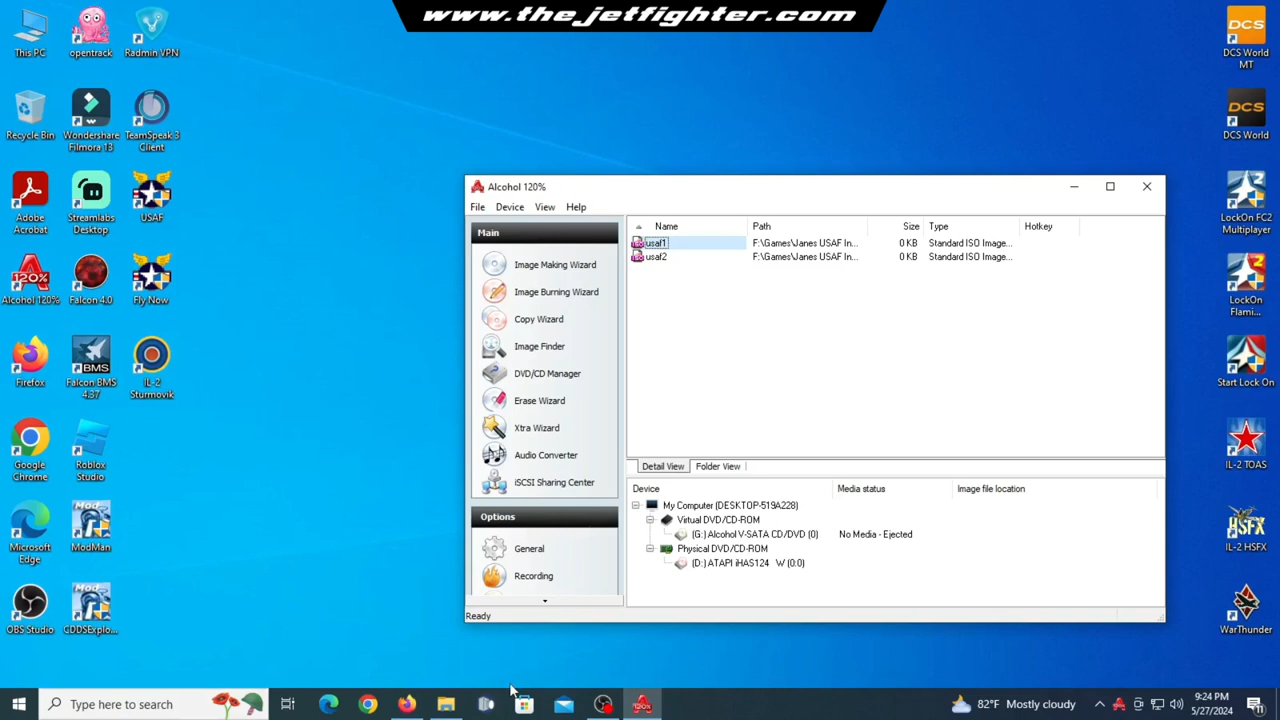 www.thejetfighter.com
This PC
opentrack
Radmin VPN
Recycle Bin
Wondershare
Filmora 13
TeamSpeak 3
Client
Adobe
Acrobat
Streamlabs
Desktop
USAF
Alcohol 120%
Falcon 4.0
Fly Now
Firefox
Falcon BMS
4.37
IL-2
Sturmovik
Google
Chrome
Roblox
Studio
Microsoft
Edge
ModMan
OBS Studio
CDDSExplo...
DCS World
MT
DCS World
LockOn FC2
Multiplayer
LockOn
Flami...
Start Lock On
IL-2 TOAS
IL-2 HSFX
WarThunder
Alcohol 120%
File Device View Help
Main
Image Making Wizard
Image Burning Wizard
Copy Wizard
Image Finder
DVD/CD Manager
Erase Wizard
Xtra Wizard
Audio Converter
iSCSI Sharing Center
Options
General
Recording
Name Path Size Type Hotkey
usaf1 F:\Games\Janes USAF In... 0 KB Standard ISO Image...
usaf2 F:\Games\Janes USAF In... 0 KB Standard ISO Image...
Detail View Folder View
Device Media status Image file location
My Computer (DESKTOP-519A228)
Virtual DVD/CD-ROM
(G:) Alcohol V-SATA CD/DVD (0) No Media - Ejected
Physical DVD/CD-ROM
(D:) ATAPI iHAS124 W (0:0)
Ready
Type here to search
82°F Mostly cloudy
9:24 PM
5/27/2024